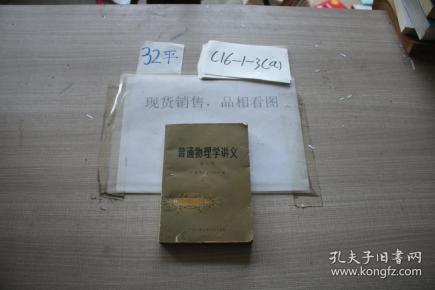 32平
C16-1-3(a)
现货销售，品相看图
普通物理学讲义
孔夫子旧书网
www.kongfz.com